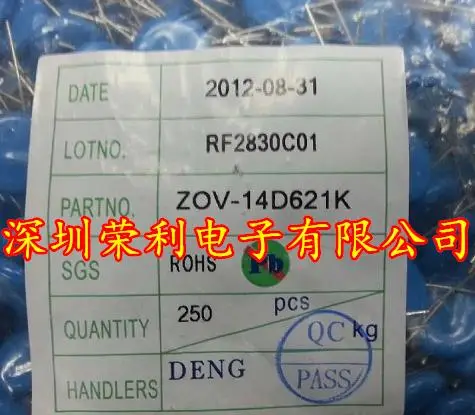 DATE 2012-08-31
LOTNO. RF2830C01
PARTNO. ZOV-14D621K
深圳荣利电子有限公司
SGS ROHS Pb
QUANTITY 250 pcs
QC kg
HANDLERS DENG PASS